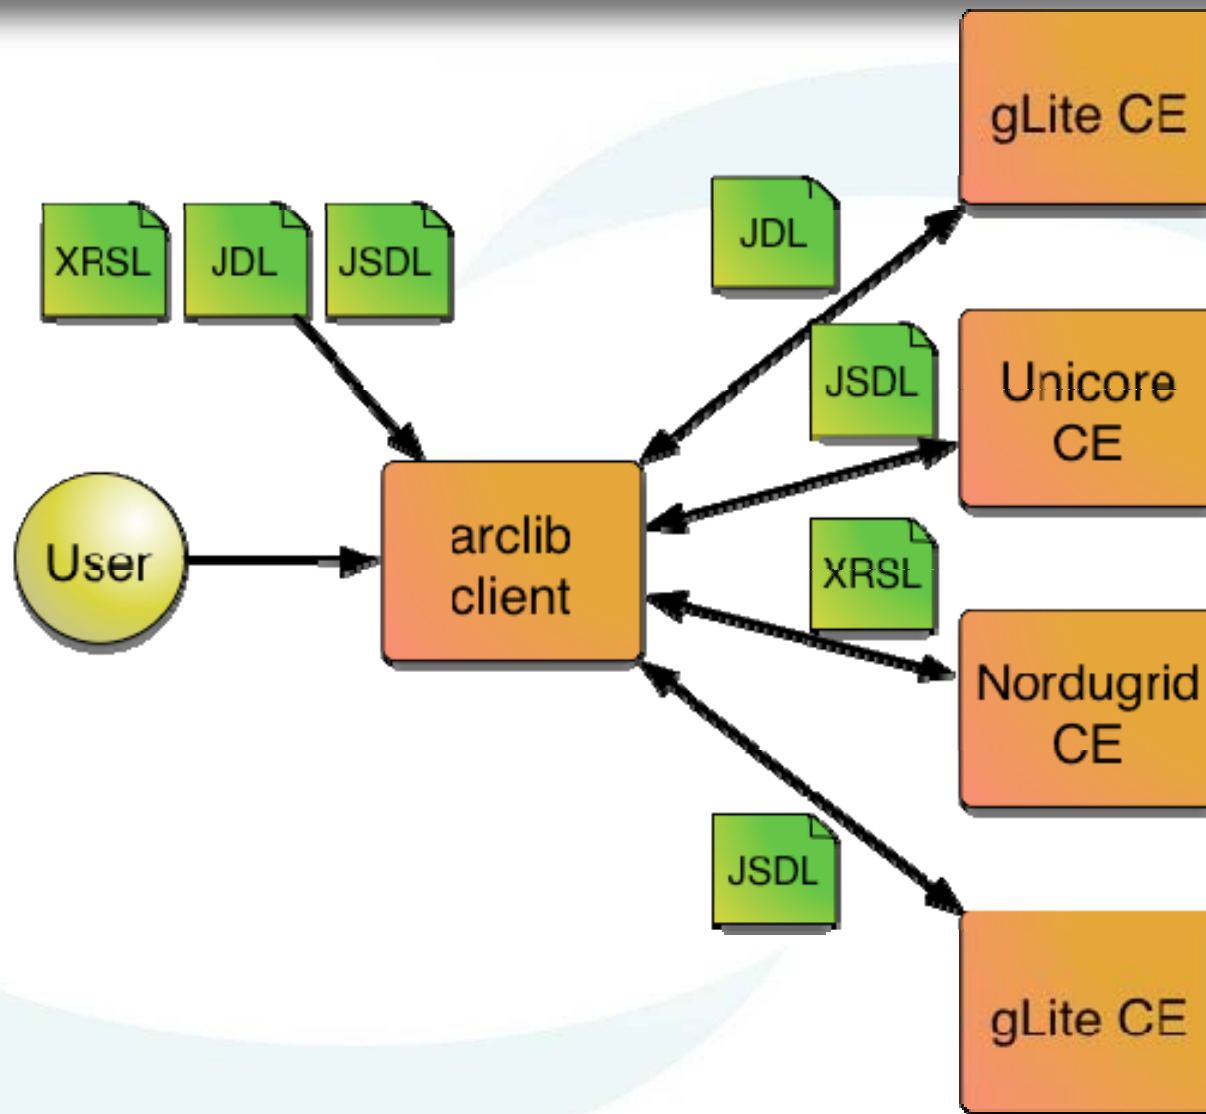 gLite CE
XRSL
JDL
JSDL
JDL
JSDL
Unicore
CE
User
arclib
client
XRSL
Nordugrid
CE
JSDL
gLite CE